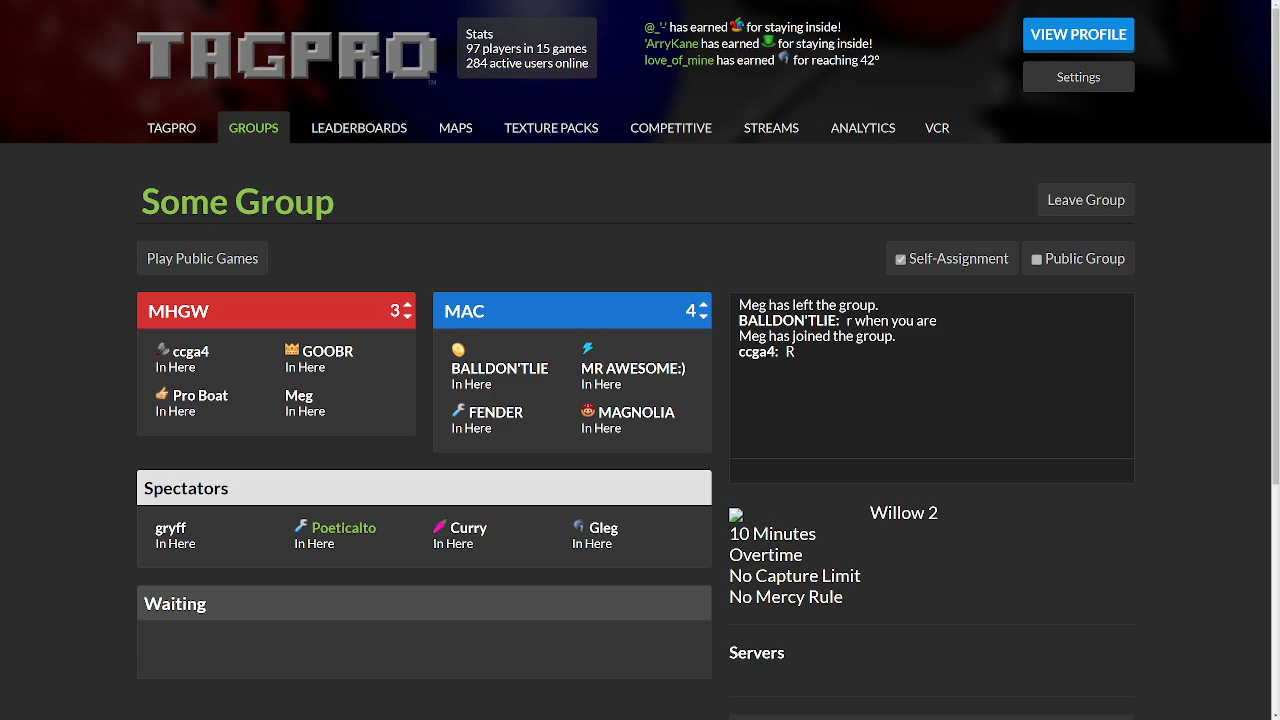 TAGPRO
TM
Stats
97 players in 15 games
284 active users online
@_'-' has earned for staying inside!
'ArryKane has earned for staying inside!
love_of_mine has earned for reaching 42°
VIEW PROFILE
Settings
TAGPRO GROUPS LEADERBOARDS MAPS TEXTURE PACKS COMPETITIVE STREAMS ANALYTICS VCR
Some Group
Leave Group
Play Public Games
Self-Assignment
Public Group
MHGW 3
ccga4
In Here
GOOBR
In Here
Pro Boat
In Here
Meg
In Here
MAC 4
BALLDON'TLIE
In Here
MR AWESOME:)
In Here
FENDER
In Here
MAGNOLIA
In Here
Meg has left the group.
BALLDON'TLIE: r when you are
Meg has joined the group.
ccga4: R
Spectators
gryff
In Here
Poeticalto
In Here
Curry
In Here
Gleg
In Here
Waiting
Willow 2
10 Minutes
Overtime
No Capture Limit
No Mercy Rule
Servers